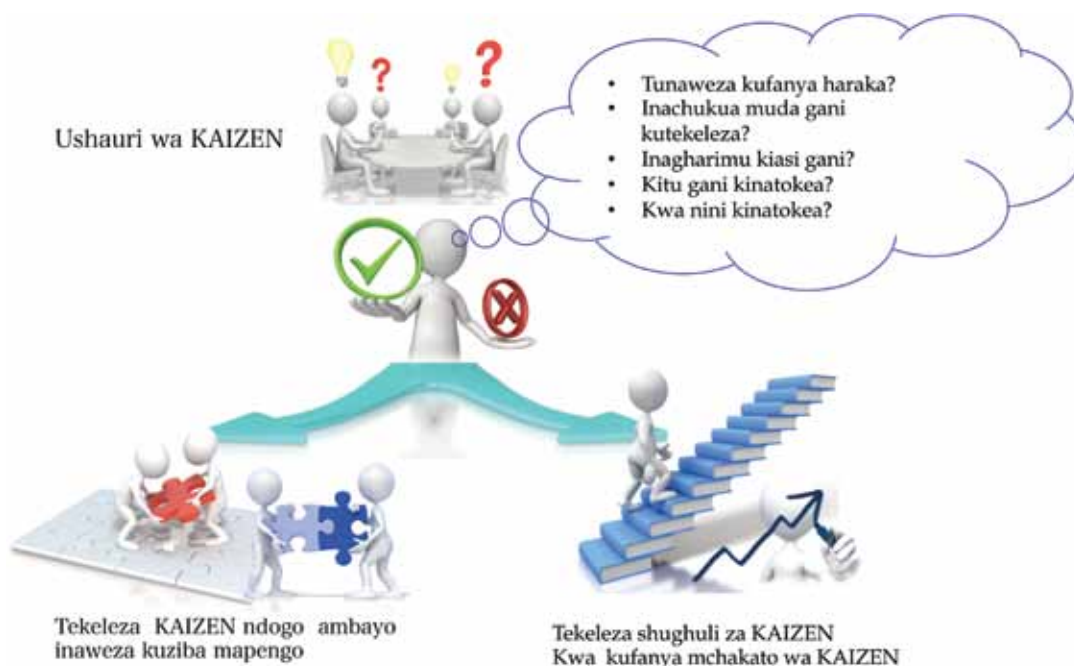 Ushauri wa KAIZEN
• Tunaweza kufanya haraka?
• Inachukua muda gani
kutekeleza?
• Inagharimu kiasi gani?
• Kitu gani kinatokea?
• Kwa nini kinatokea?
Tekeleza KAIZEN ndogo ambayo
inaweza kuziba mapengo
Tekeleza shughuli za KAIZEN
Kwa kufanya mchakato wa KAIZEN